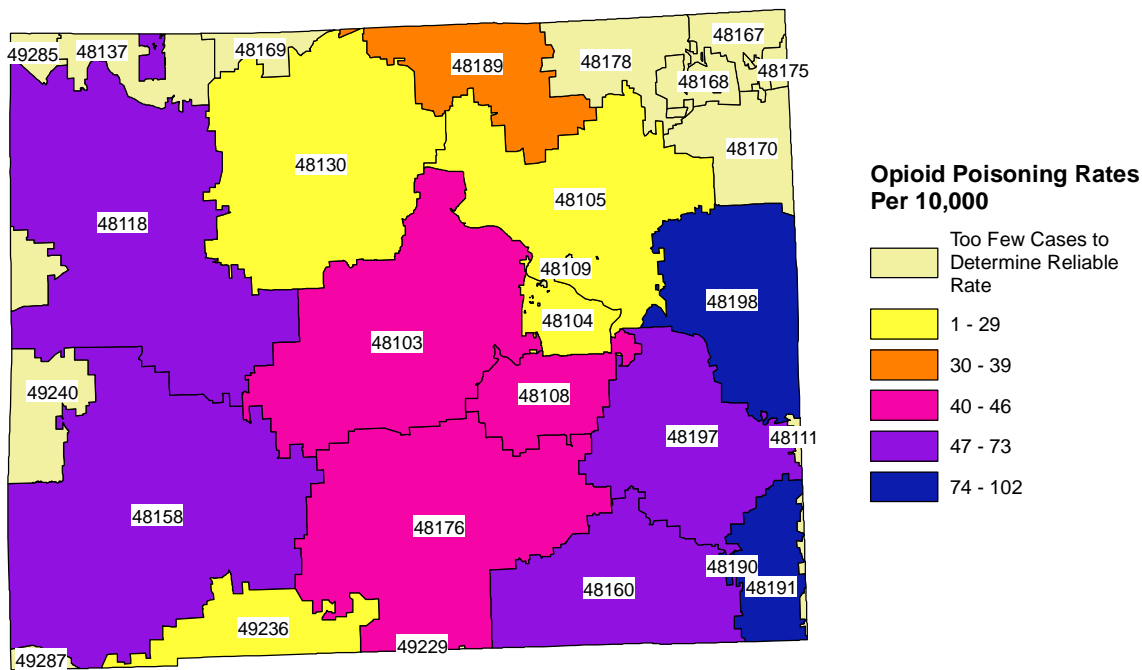 48167
48137
48169
49285
48189
48178
48175
48168
48130
48170
48105
48118
48109
48198
48104
48103
49240
48108
48197
48111
48158
48176
48190
48160
48191
49236
49229
49287
Opioid Poisoning Rates
Per 10,000
Too Few Cases to
Determine Reliable
Rate
1 - 29
30 - 39
40 - 46
47 - 73
74 - 102